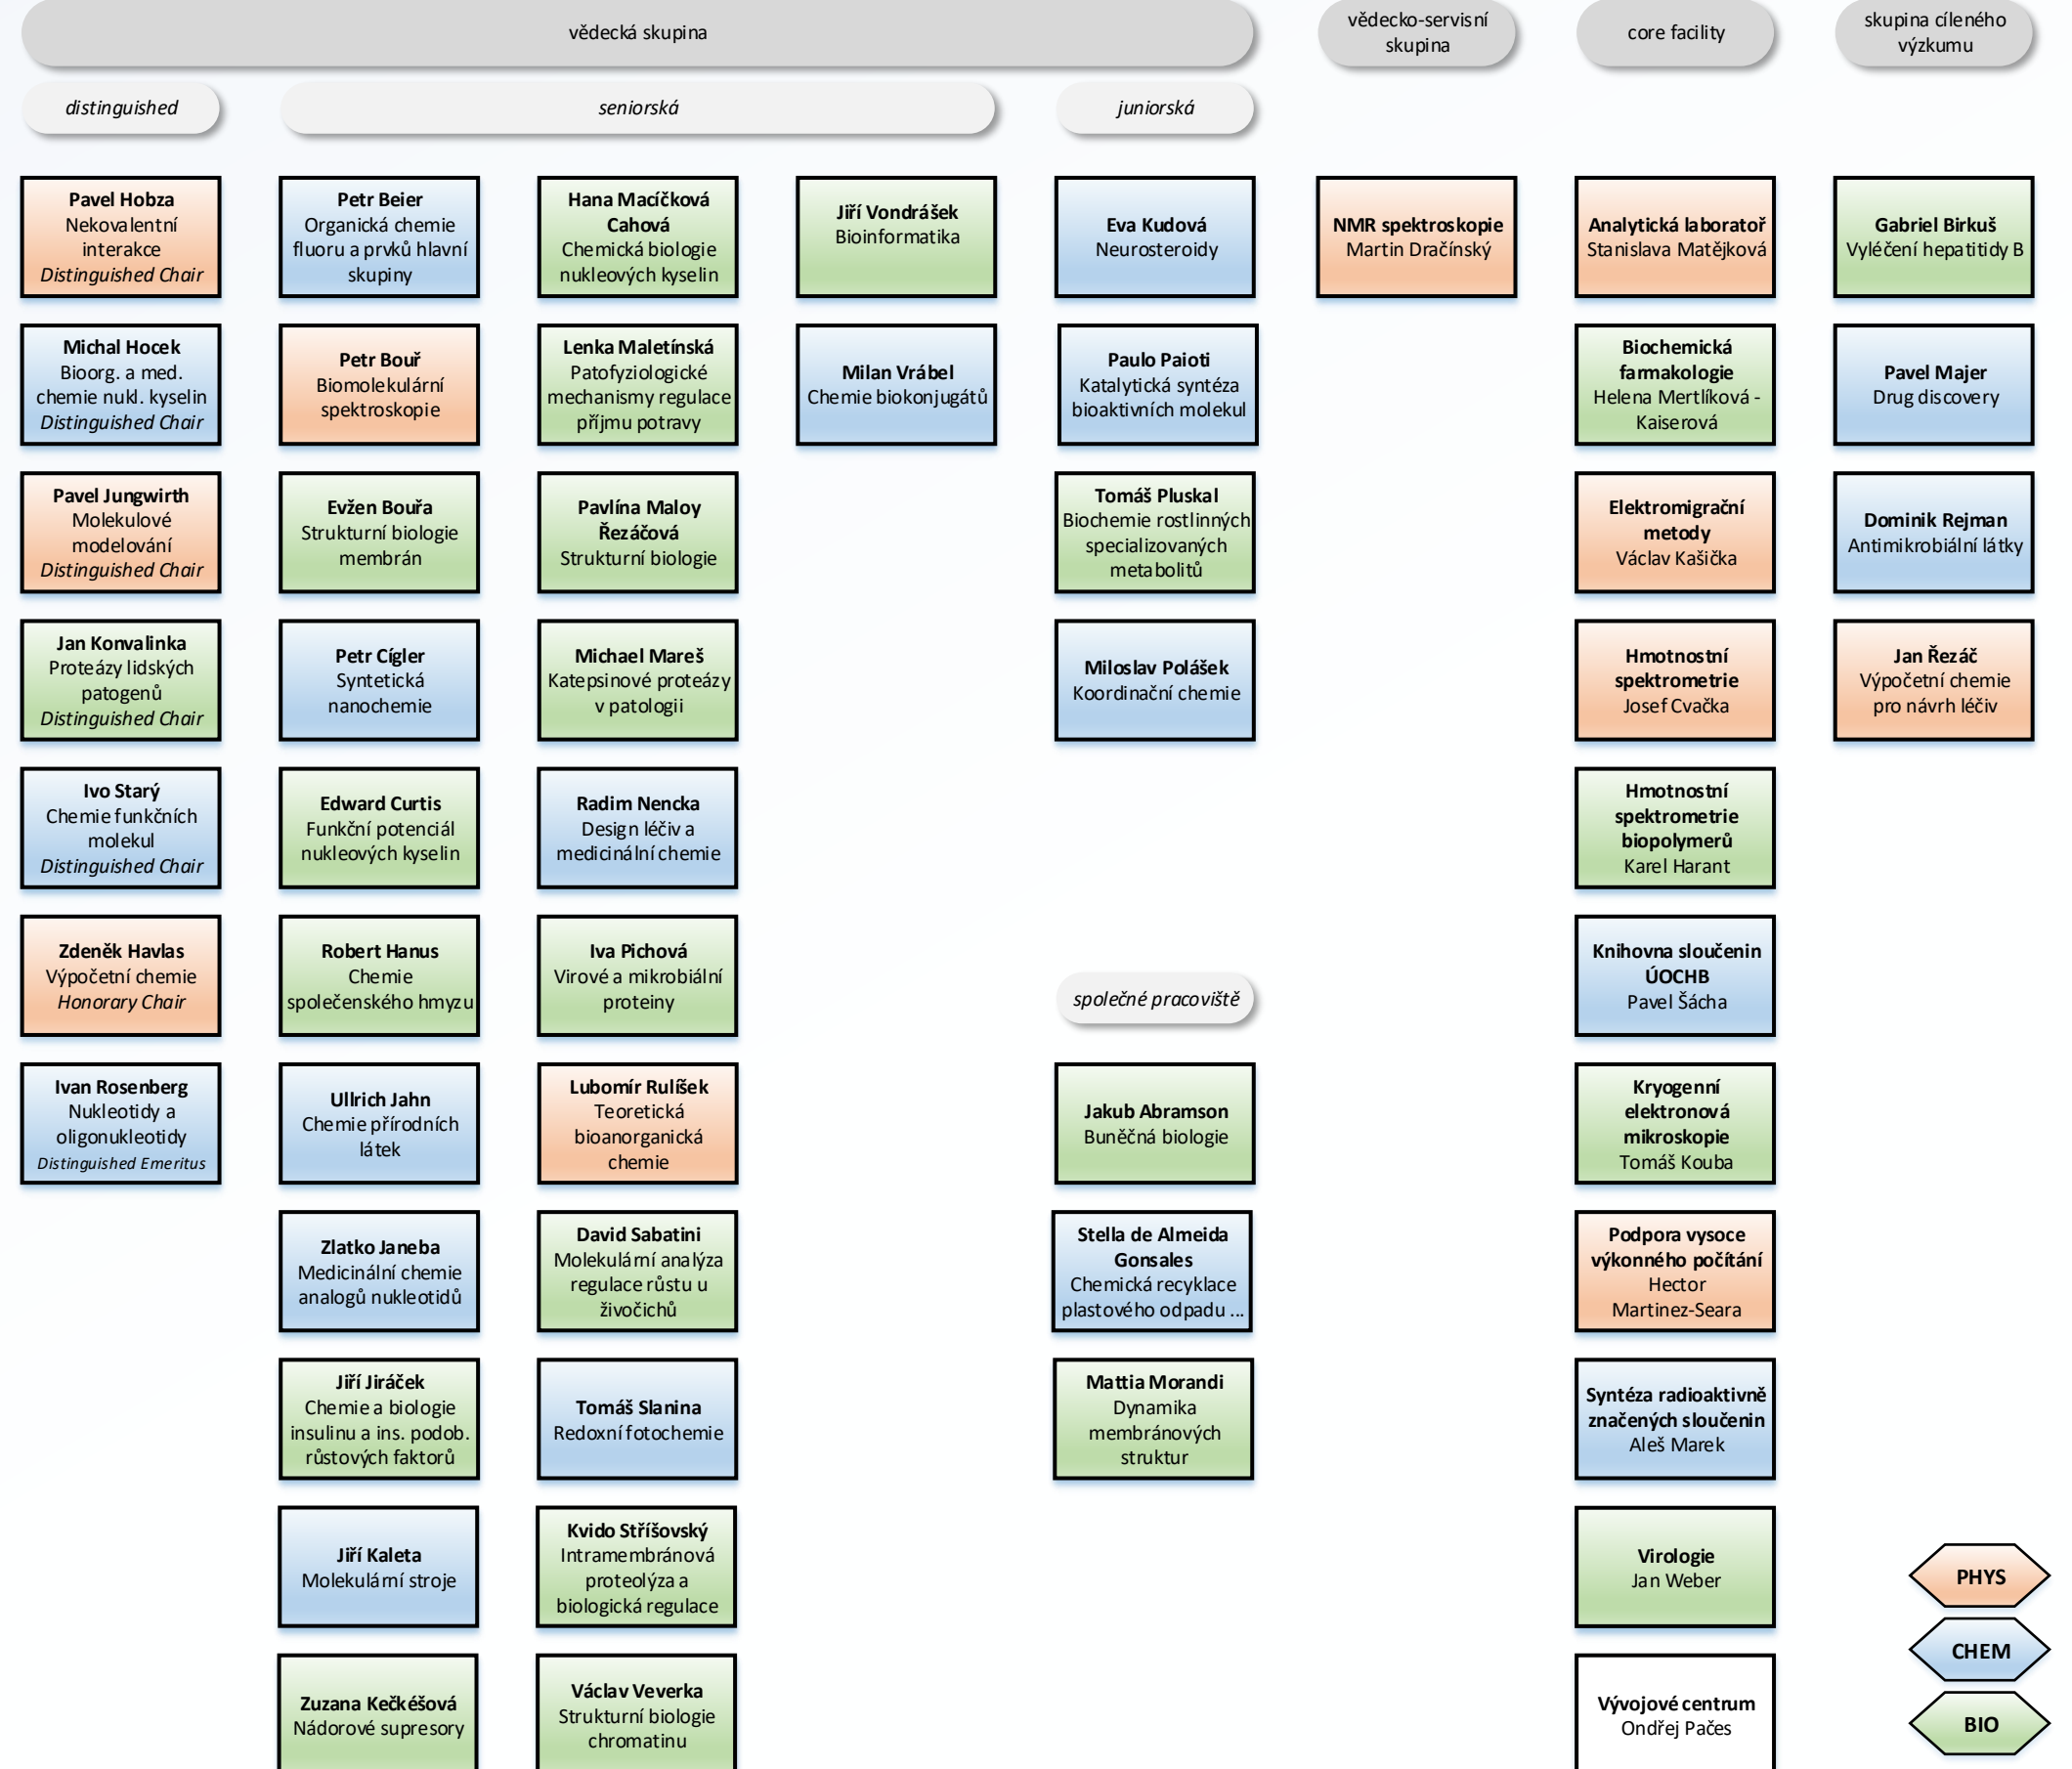 vědecká skupina
vědecko-servisní
skupina
core facility
skupina cíleného
výzkumu
distinguished
seniorská
juniorská
Pavel Hobza
Nekovalentní
interakce
Distinguished Chair
Michal Hocek
Bioorg. a med.
chemie nukl. kyselin
Distinguished Chair
Pavel Jungwirth
Molekulové
modelování
Distinguished Chair
Jan Konvalinka
Proteázy lidských
patogenů
Distinguished Chair
Ivo Starý
Chemie funkčních
molekul
Distinguished Chair
Zdeněk Havlas
Výpočetní chemie
Honorary Chair
Ivan Rosenberg
Nukleotidy a
oligonukleotidy
Distinguished Emeritus
Petr Beier
Organická chemie
fluoru a prvků hlavní
skupiny
Petr Bouř
Biomolekulární
spektroskopie
Evžen Bouřa
Strukturní biologie
membrán
Petr Cígler
Syntetická
nanochemie
Edward Curtis
Funkční potenciál
nukleových kyselin
Robert Hanus
Chemie
společenského hmyzu
Ullrich Jahn
Chemie přírodních
látek
Zlatko Janeba
Medicinální chemie
analogů nukleotidů
Jiří Jiráček
Chemie a biologie
insulinu a ins. podob.
růstových faktorů
Jiří Kaleta
Molekulární stroje
Zuzana Kečkéšová
Nádorové supresory
Hana Macíčková
Cahová
Chemická biologie
nukleových kyselin
Lenka Maletínská
Patofyziologické
mechanismy regulace
příjmu potravy
Pavlína Maloy
Řezáčová
Strukturní biologie
Michael Mareš
Katepsinové proteázy
v patologii
Radim Nencka
Design léčiv a
medicinální chemie
Iva Pichová
Virové a mikrobiální
proteiny
Lubomír Rulíšek
Teoretická
bioanorganická
chemie
David Sabatini
Molekulární analýza
regulace růstu u
živočichů
Tomáš Slanina
Redoxní fotochemie
Kvido Stříšovský
Intramembránová
proteolýza a
biologická regulace
Václav Veverka
Strukturní biologie
chromatinu
Jiří Vondrášek
Bioinformatika
Milan Vrábel
Chemie biokonjugátů
Eva Kudová
Neurosteroidy
Paulo Paioti
Katalytická syntéza
bioaktivních molekul
Tomáš Pluskal
Biochemie rostlinných
specializovaných
metabolitů
Miloslav Polášek
Koordinační chemie
společné pracoviště
Jakub Abramson
Buněčná biologie
Stella de Almeida
Gonsales
Chemická recyklace
plastového odpadu ...
Mattia Morandi
Dynamika
membránových
struktur
NMR spektroskopie
Martin Dračínský
Analytická laboratoř
Stanislava Matějková
Biochemická
farmakologie
Helena Mertlíková -
Kaiserová
Elektromigrační
metody
Václav Kašička
Hmotnostní
spektrometrie
Josef Cvačka
Hmotnostní
spektrometrie
biopolymerů
Karel Harant
Knihovna sloučenin
ÚOCHB
Pavel Šácha
Kryogenní
elektronová
mikroskopie
Tomáš Kouba
Podpora vysoce
výkonného počítání
Hector
Martinez-Seara
Syntéza radioaktivně
značených sloučenin
Aleš Marek
Virologie
Jan Weber
Vývojové centrum
Ondřej Pačes
Gabriel Birkuš
Vyléčení hepatitidy B
Pavel Majer
Drug discovery
Dominik Rejman
Antimikrobiální látky
Jan Řezáč
Výpočetní chemie
pro návrh léčiv
PHYS
CHEM
BIO